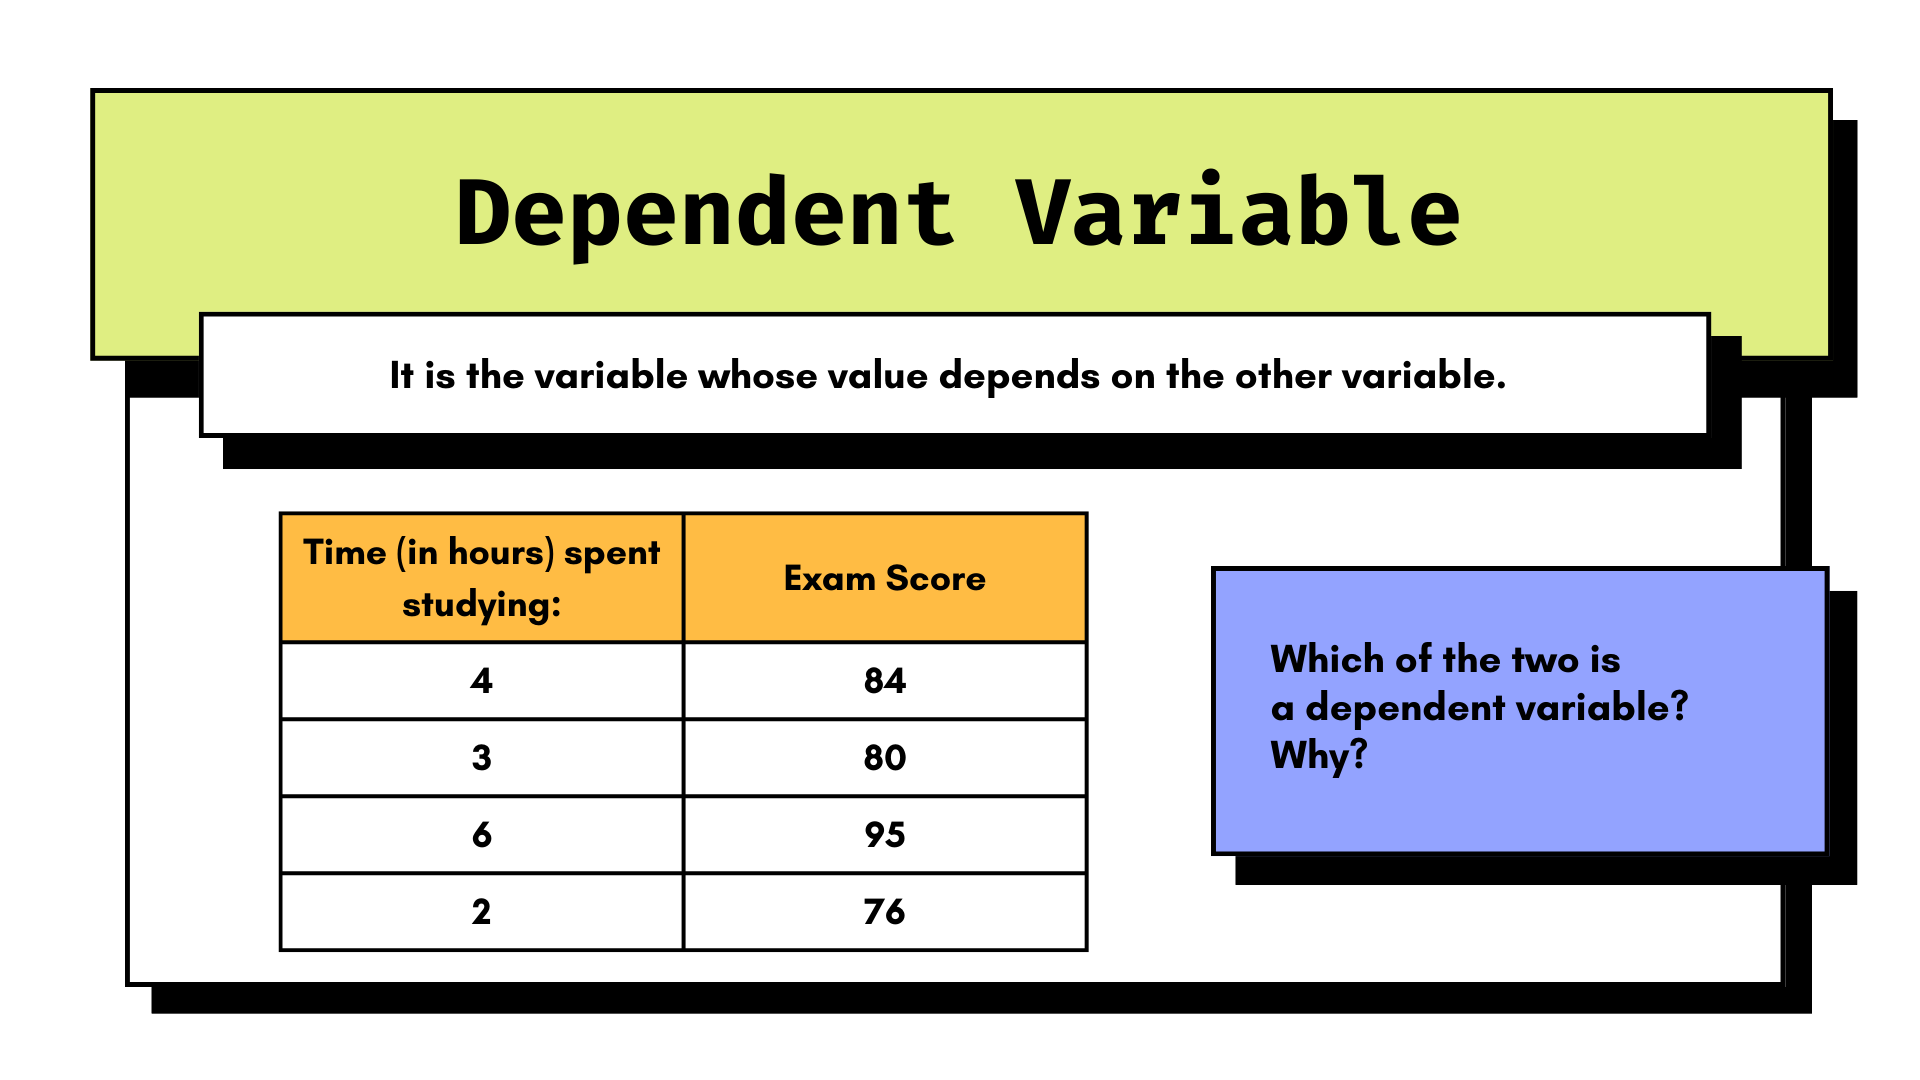 Dependent Variable
It is the variable whose value depends on the other variable.
Time (in hours) spent
studying:
Exam Score
4
84
3
80
6
95
2
76
Which of the two is
a dependent variable?
Why?